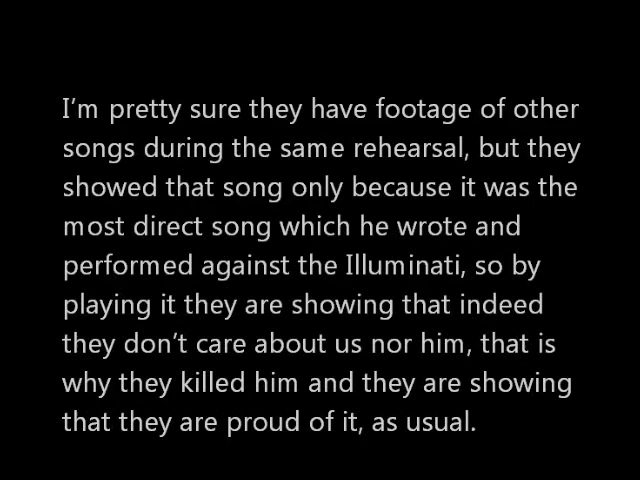 I’m pretty sure they have footage of other
songs during the same rehearsal, but they
showed that song only because it was the
most direct song which he wrote and
performed against the Illuminati, so by
playing it they are showing that indeed
they don’t care about us nor him, that is
why they killed him and they are showing
that they are proud of it, as usual.